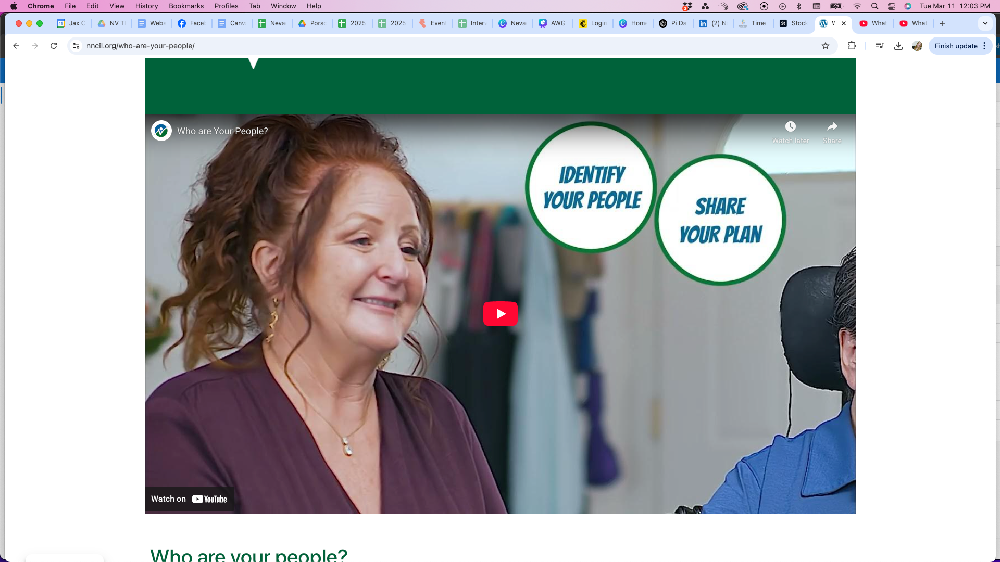 Chrome File Edit View History Bookmarks Profiles Tab Window Help
3
Tue Mar 11 12:03 PM
11 Jax C NV T Webs Face Canv Neva Pors 2025 2025 Event Inter Neva AWG Login Home Pi Da (2) N Time Stock What What
nncil.org/who-are-your-people/
Finish update
Who are Your People?
Watch later
Share
IDENTIFY
YOUR PEOPLE
SHARE
YOUR PLAN
Watch on YouTube
Who are your people?